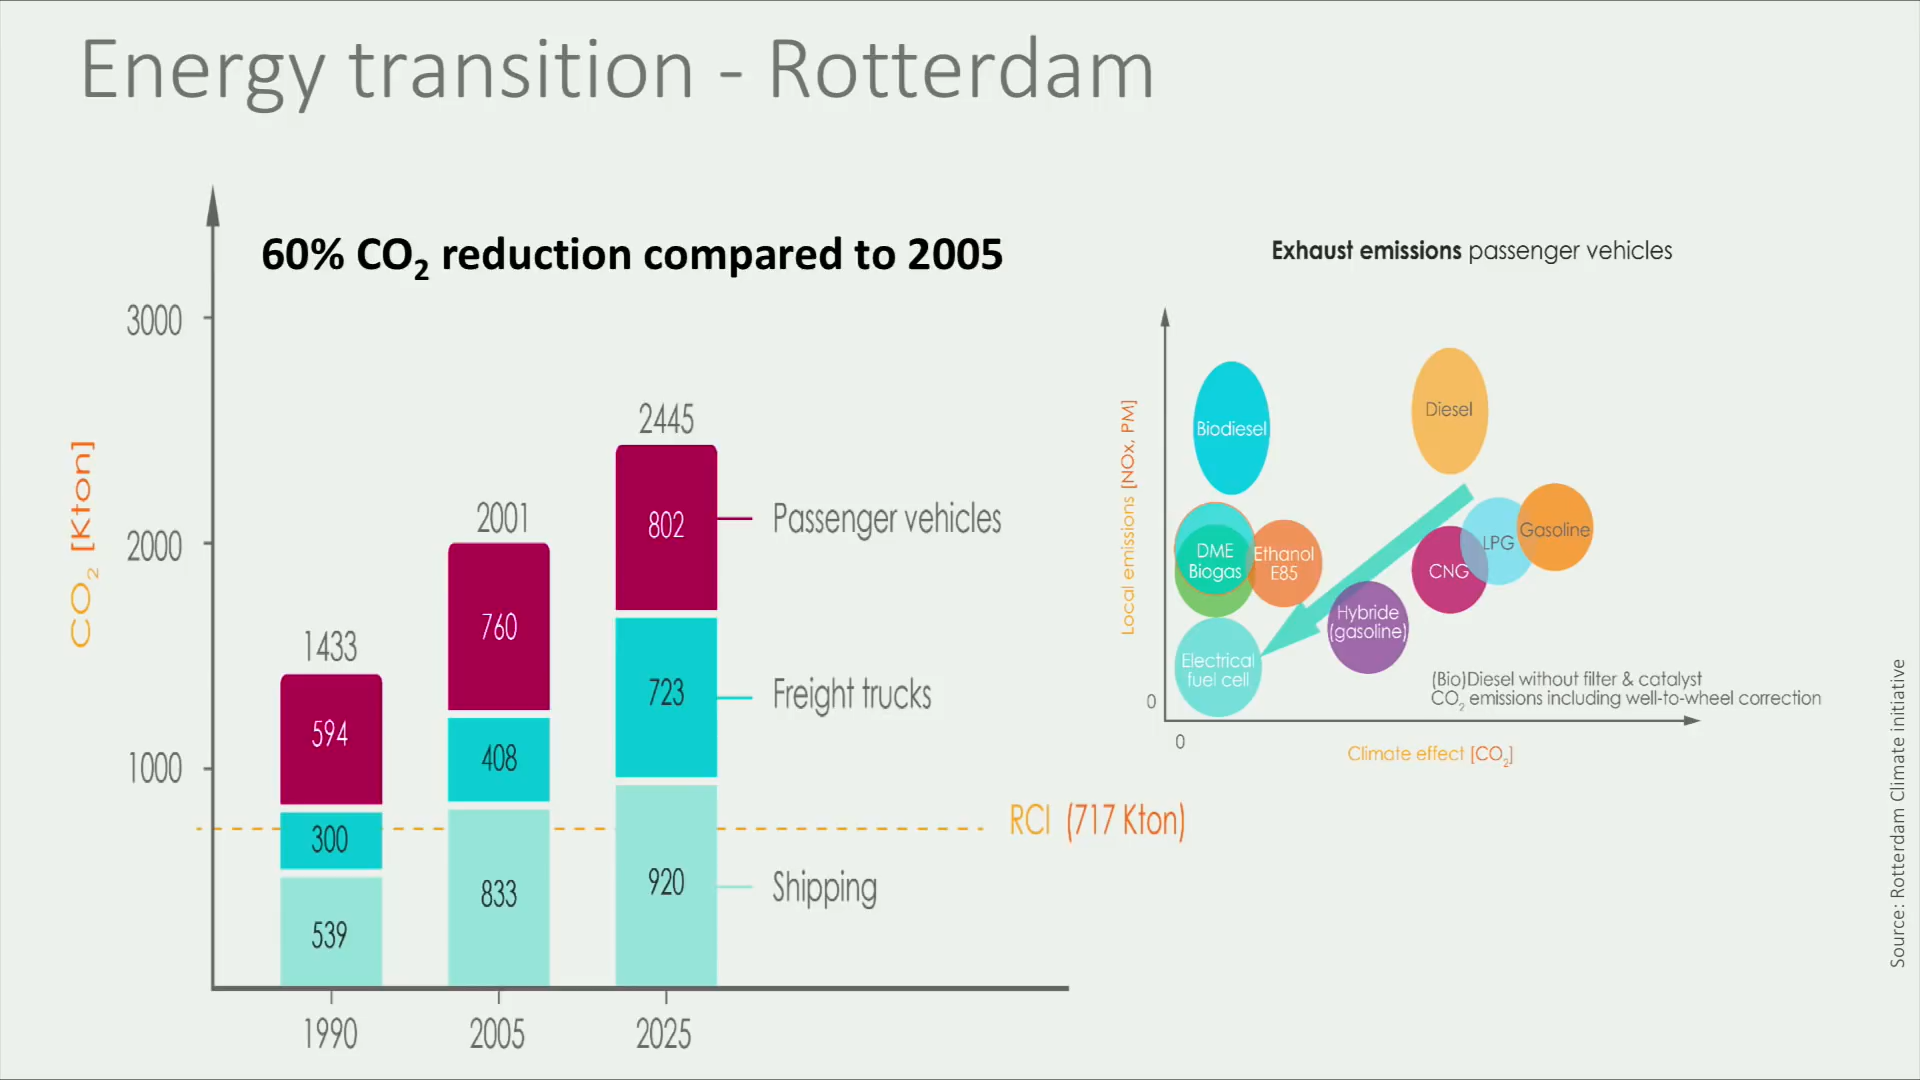 Energy transition - Rotterdam
60% CO₂ reduction compared to 2005
CO₂ [Kton]
3000
2000
1000
1433
594
300
539
2001
760
408
833
2445
802
723
920
Passenger vehicles
Freight trucks
Shipping
RCI (717 Kton)
1990
2005
2025
Exhaust emissions passenger vehicles
Local emissions [NOx, PM]
Biodiesel
Diesel
DME
Biogas
Ethanol
E85
CNG
LPG
Gasoline
Hybride
(gasoline)
Electrical
fuel cell
(Bio)Diesel without filter & catalyst
CO₂ emissions including well-to-wheel correction
0
0
Climate effect [CO₂]
Source: Rotterdam Climate initiative